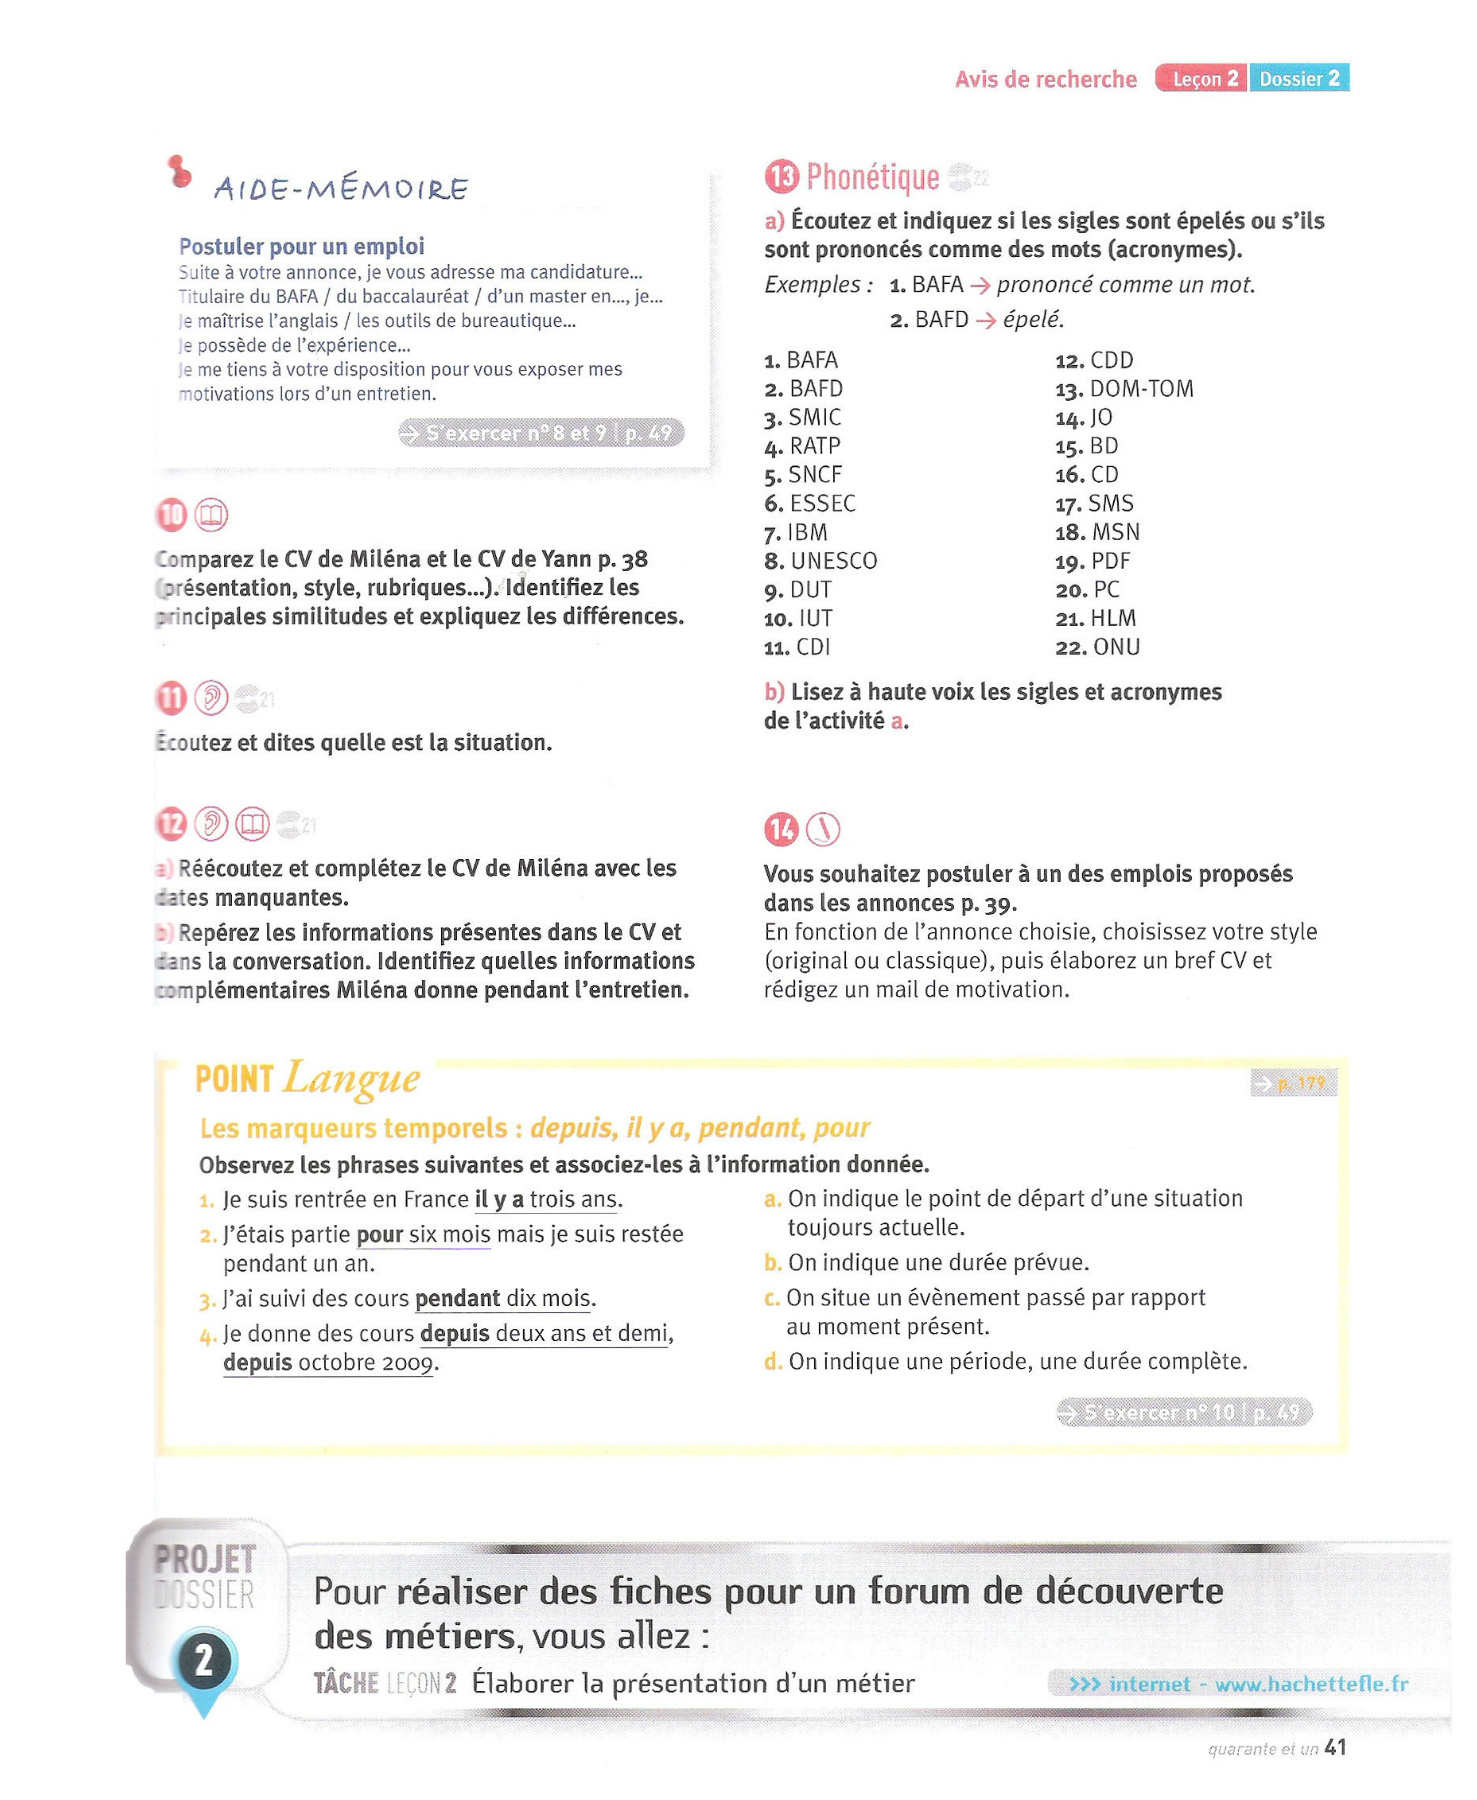 Avis de recherche Leçon 2 Dossier 2
AIDE-MÉMOIRE
Postuler pour un emploi
Suite à votre annonce, je vous adresse ma candidature...
Titulaire du BAFA / du baccalauréat / d'un master en..., je...
Je maîtrise l'anglais / les outils de bureautique...
Je possède de l'expérience...
Je me tiens à votre disposition pour vous exposer mes
motivations lors d'un entretien.
→ S'exercer n° 8 et 9 | p. 49
10
Comparez le CV de Miléna et le CV de Yann p. 38
(présentation, style, rubriques...). Identifiez les
principales similitudes et expliquez les différences.
11 21
Écoutez et dites quelle est la situation.
12 21
a) Réécoutez et complétez le CV de Miléna avec les
dates manquantes.
b) Repérez les informations présentes dans le CV et
dans la conversation. Identifiez quelles informations
complémentaires Miléna donne pendant l'entretien.
13 Phonétique 22
a) Écoutez et indiquez si les sigles sont épelés ou s'ils
sont prononcés comme des mots (acronymes).
Exemples : 1. BAFA → prononcé comme un mot.
2. BAFD → épelé.
1. BAFA
2. BAFD
3. SMIC
4. RATP
5. SNCF
6. ESSEC
7. IBM
8. UNESCO
9. DUT
10. IUT
11. CDI
12. CDD
13. DOM-TOM
14. JO
15. BD
16. CD
17. SMS
18. MSN
19. PDF
20. PC
21. HLM
22. ONU
b) Lisez à haute voix les sigles et acronymes
de l'activité a.
14
Vous souhaitez postuler à un des emplois proposés
dans les annonces p. 39.
En fonction de l'annonce choisie, choisissez votre style
(original ou classique), puis élaborez un bref CV et
rédigez un mail de motivation.
POINT Langue
→ p. 179
Les marqueurs temporels : depuis, il y a, pendant, pour
Observez les phrases suivantes et associez-les à l'information donnée.
1. Je suis rentrée en France il y a trois ans.
2. J'étais partie pour six mois mais je suis restée
pendant un an.
3. J'ai suivi des cours pendant dix mois.
4. Je donne des cours depuis deux ans et demi,
depuis octobre 2009.
a. On indique le point de départ d'une situation
toujours actuelle.
b. On indique une durée prévue.
c. On situe un évènement passé par rapport
au moment présent.
d. On indique une période, une durée complète.
→ S'exercer n° 10 | p. 49
PROJET
DOSSIER
2
Pour réaliser des fiches pour un forum de découverte
des métiers, vous allez :
TÂCHE LEÇON 2 Élaborer la présentation d'un métier
>>> internet - www.hachettefle.fr
quarante et un 41